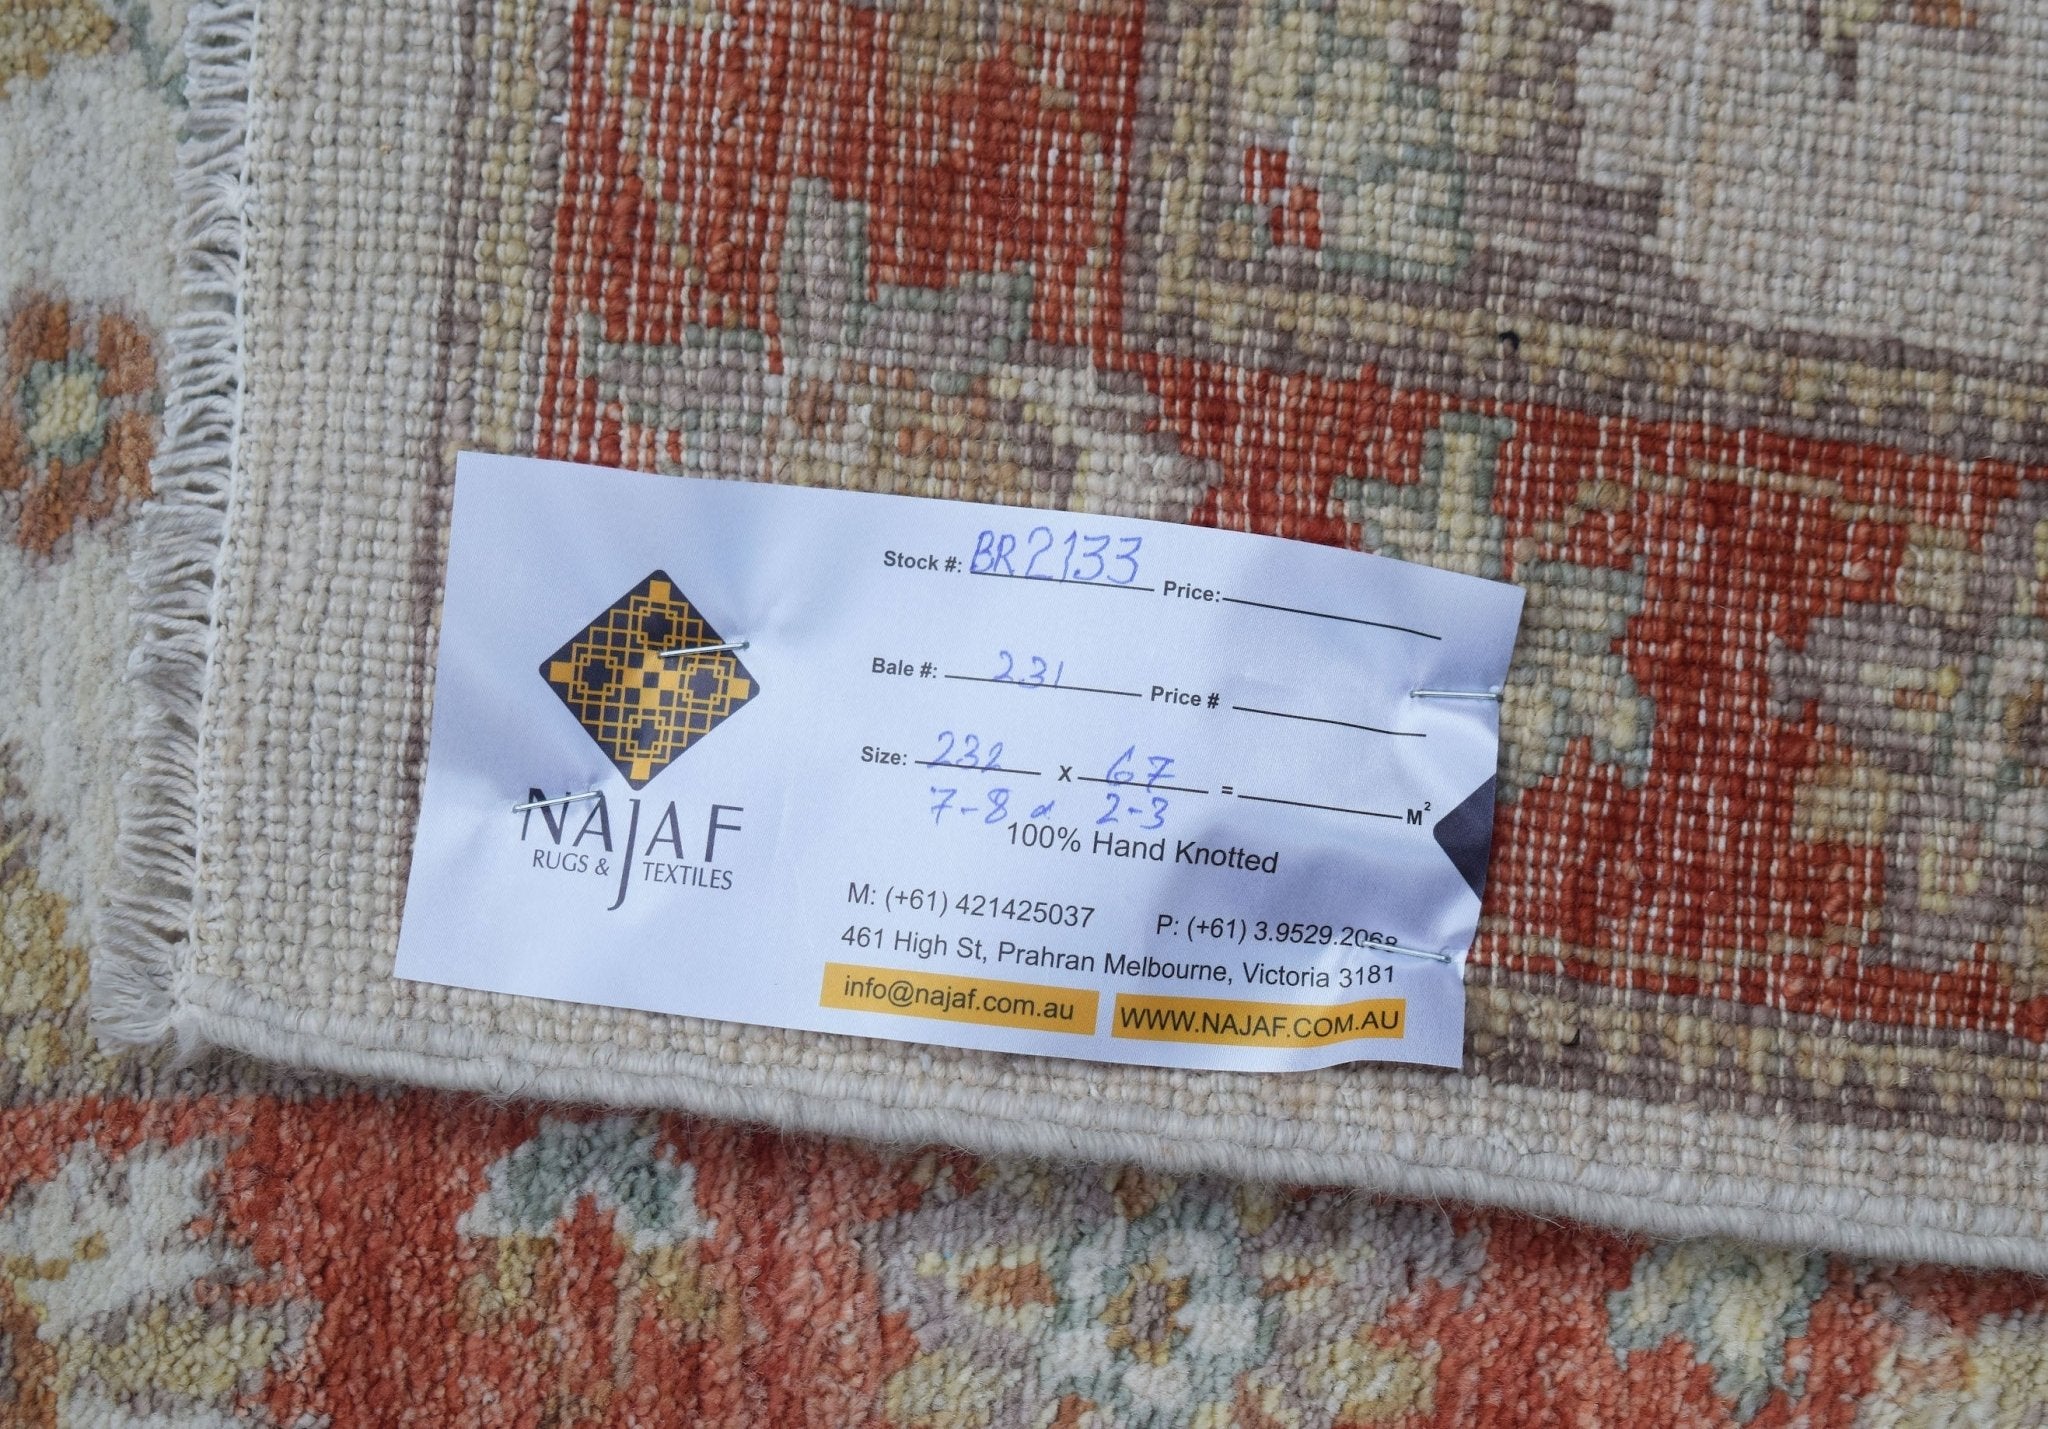 NAJAF
RUGS & TEXTILES
Stock #: BR2133 Price:
Bale #: 231 Price #
Size: 232 x 67 = M²
7-8 x 2-3
100% Hand Knotted
M: (+61) 421425037 P: (+61) 3.9529.2068
461 High St, Prahran Melbourne, Victoria 3181
info@najaf.com.au WWW.NAJAF.COM.AU